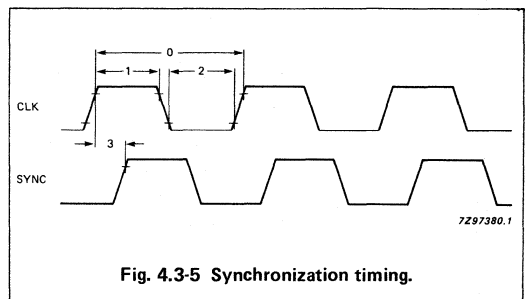 0
1 2
CLK
3
SYNC
7Z97380.1
Fig. 4.3-5 Synchronization timing.